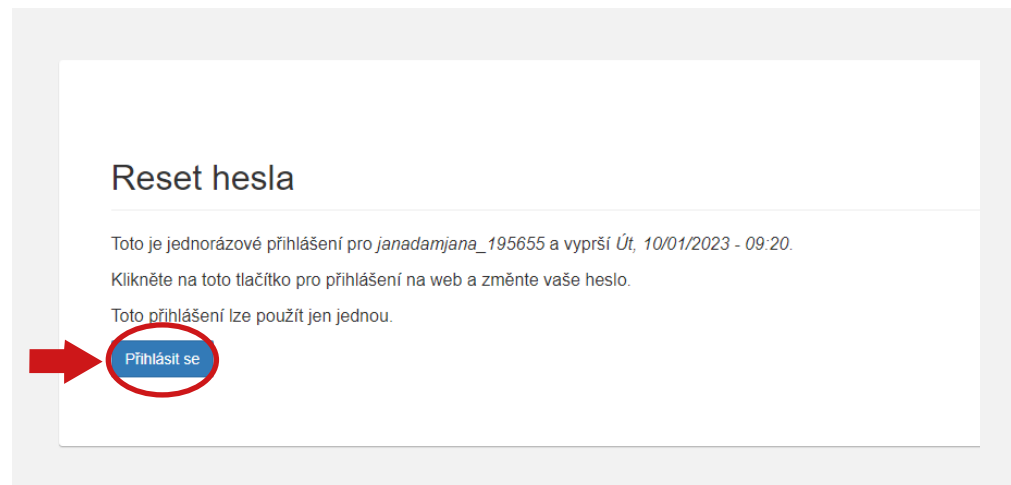 Reset hesla
Toto je jednorázové přihlášení pro janadamjana_195655 a vyprší Út, 10/01/2023 - 09:20.
Klikněte na toto tlačítko pro přihlášení na web a změnte vaše heslo.
Toto přihlášení lze použít jen jednou.
Přihlásit se